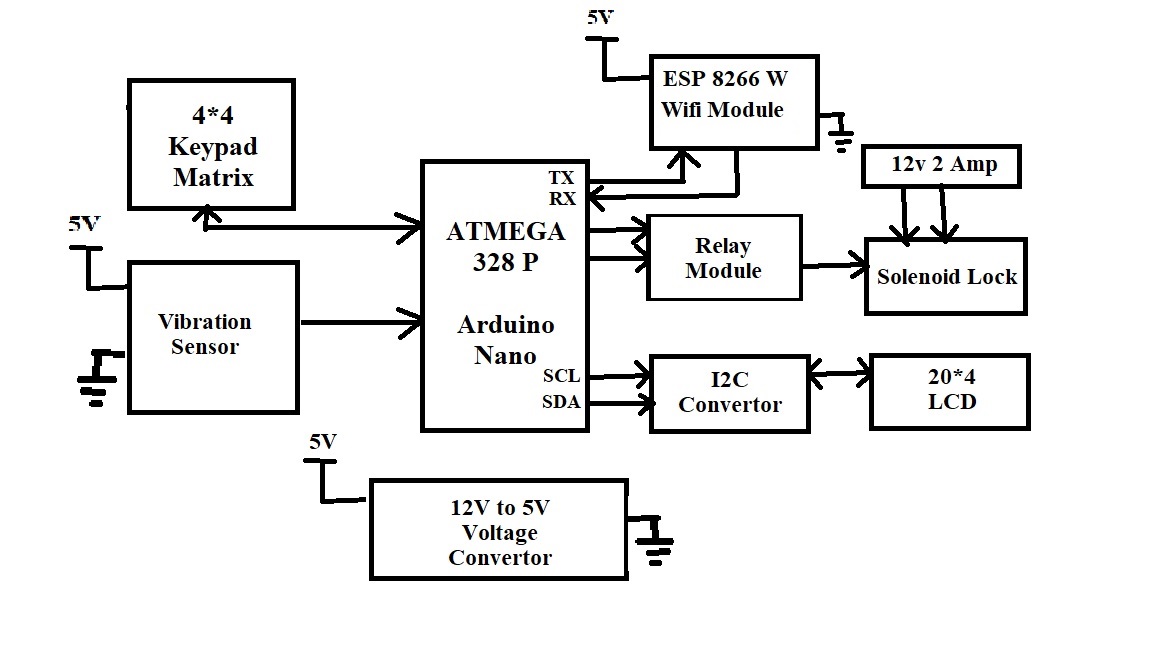 5V
ESP 8266 W
Wifi Module
4*4
Keypad
Matrix
12v 2 Amp
TX
RX
5V
ATMEGA
328 P
Arduino
Nano
Relay
Module
Solenoid Lock
Vibration
Sensor
SCL
SDA
I2C
Convertor
20*4
LCD
5V
12V to 5V
Voltage
Convertor